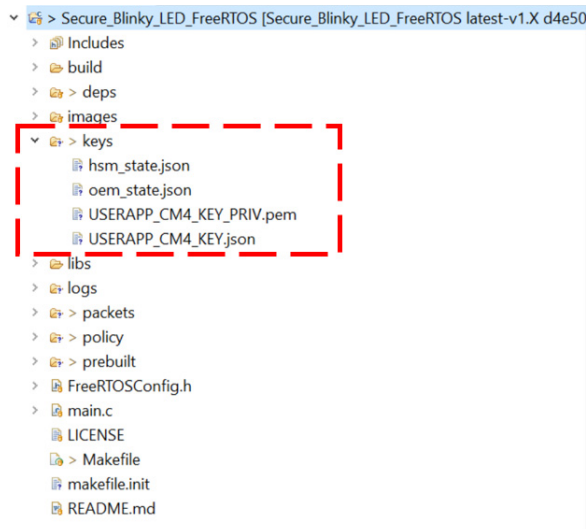 > Secure_Blinky_LED_FreeRTOS [Secure_Blinky_LED_FreeRTOS latest-v1.X d4e50
Includes
build
> deps
images
> keys
hsm_state.json
oem_state.json
USERAPP_CM4_KEY_PRIV.pem
USERAPP_CM4_KEY.json
libs
logs
> packets
> policy
> prebuilt
FreeRTOSConfig.h
main.c
LICENSE
> Makefile
makefile.init
README.md